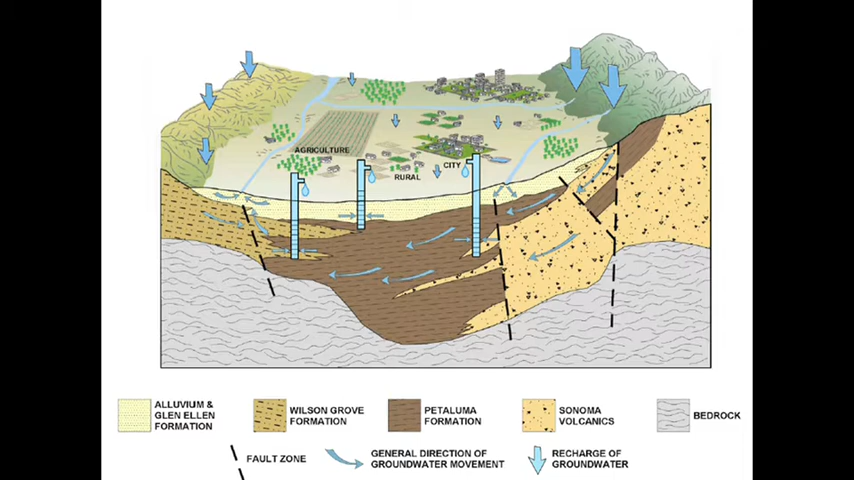 AGRICULTURE
CITY
RURAL
ALLUVIUM &
GLEN ELLEN
FORMATION
WILSON GROVE
FORMATION
PETALUMA
FORMATION
SONOMA
VOLCANICS
BEDROCK
FAULT ZONE
GENERAL DIRECTION OF
GROUNDWATER MOVEMENT
RECHARGE OF
GROUNDWATER